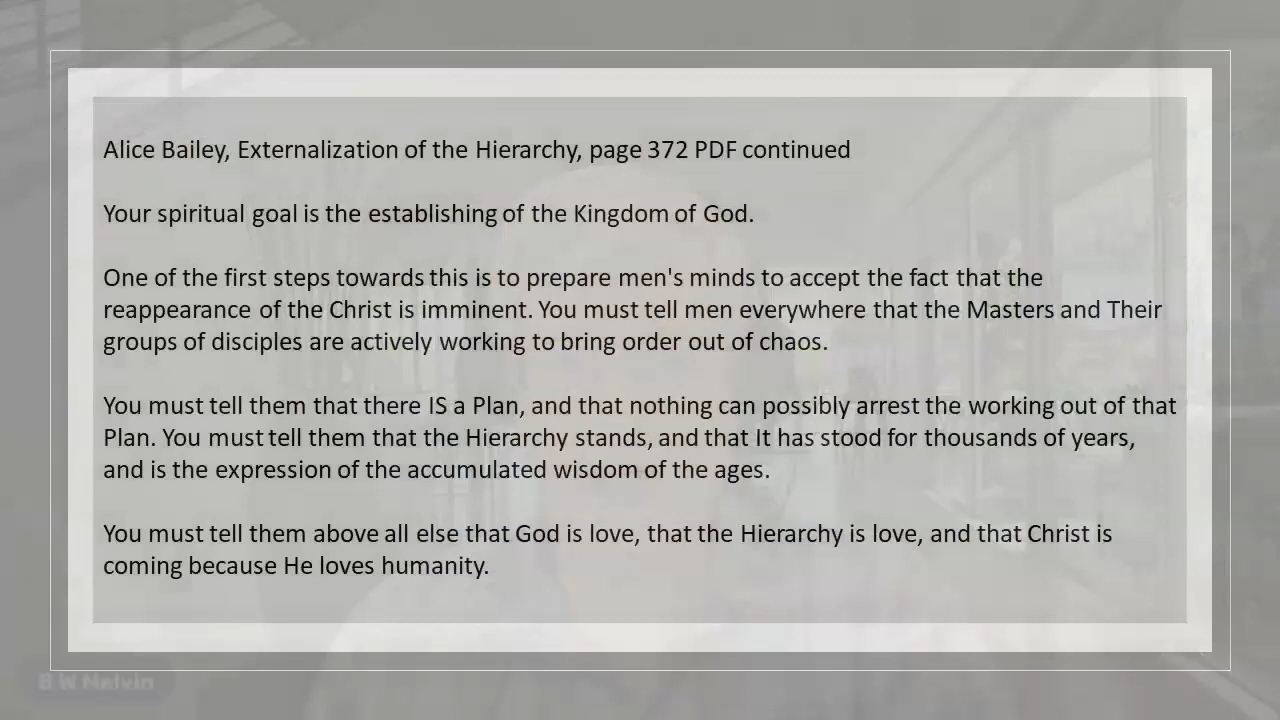 Alice Bailey, Externalization of the Hierarchy, page 372 PDF continued
Your spiritual goal is the establishing of the Kingdom of God.
One of the first steps towards this is to prepare men's minds to accept the fact that the
reappearance of the Christ is imminent. You must tell men everywhere that the Masters and Their
groups of disciples are actively working to bring order out of chaos.
You must tell them that there IS a Plan, and that nothing can possibly arrest the working out of that
Plan. You must tell them that the Hierarchy stands, and that It has stood for thousands of years,
and is the expression of the accumulated wisdom of the ages.
You must tell them above all else that God is love, that the Hierarchy is love, and that Christ is
coming because He loves humanity.
B W Melvin